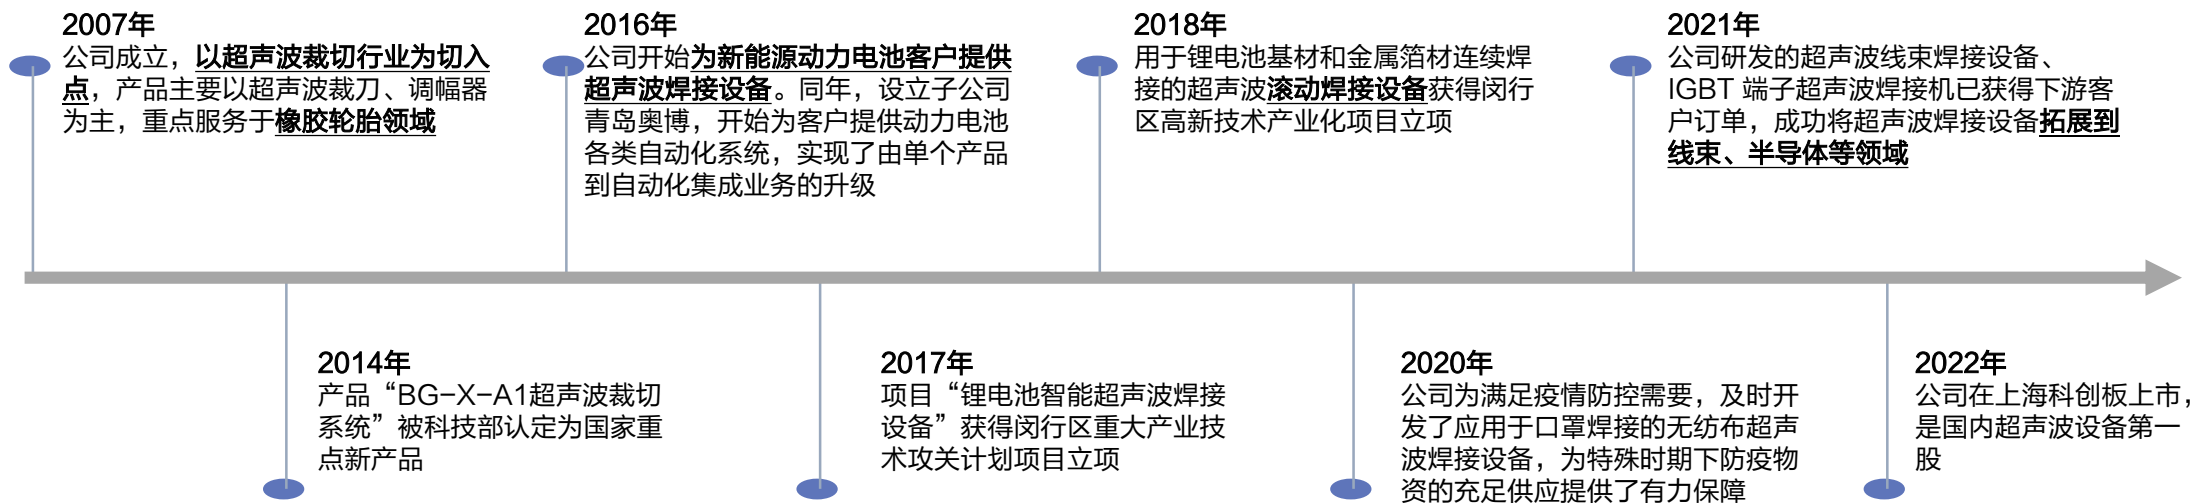 2007年
公司成立，以超声波裁切行业为切入
点，产品主要以超声波裁刀、调幅器
为主，重点服务于橡胶轮胎领域
2016年
公司开始为新能源动力电池客户提供
超声波焊接设备。同年，设立子公司
青岛奥博，开始为客户提供动力电池
各类自动化系统，实现了由单个产品
到自动化集成业务的升级
2018年
用于锂电池基材和金属箔材连续焊
接的超声波滚动焊接设备获得闵行
区高新技术产业化项目立项
2021年
公司研发的超声波线束焊接设备、
IGBT 端子超声波焊接机已获得下游客
户订单，成功将超声波焊接设备拓展到
线束、半导体等领域
2014年
产品“BG-X-A1超声波裁切
系统”被科技部认定为国家重
点新产品
2017年
项目“锂电池智能超声波焊接
设备”获得闵行区重大产业技
术攻关计划项目立项
2020年
公司为满足疫情防控需要，及时开
发了应用于口罩焊接的无纺布超声
波焊接设备，为特殊时期下防疫物
资的充足供应提供了有力保障
2022年
公司在上海科创板上市，
是国内超声波设备第一
股